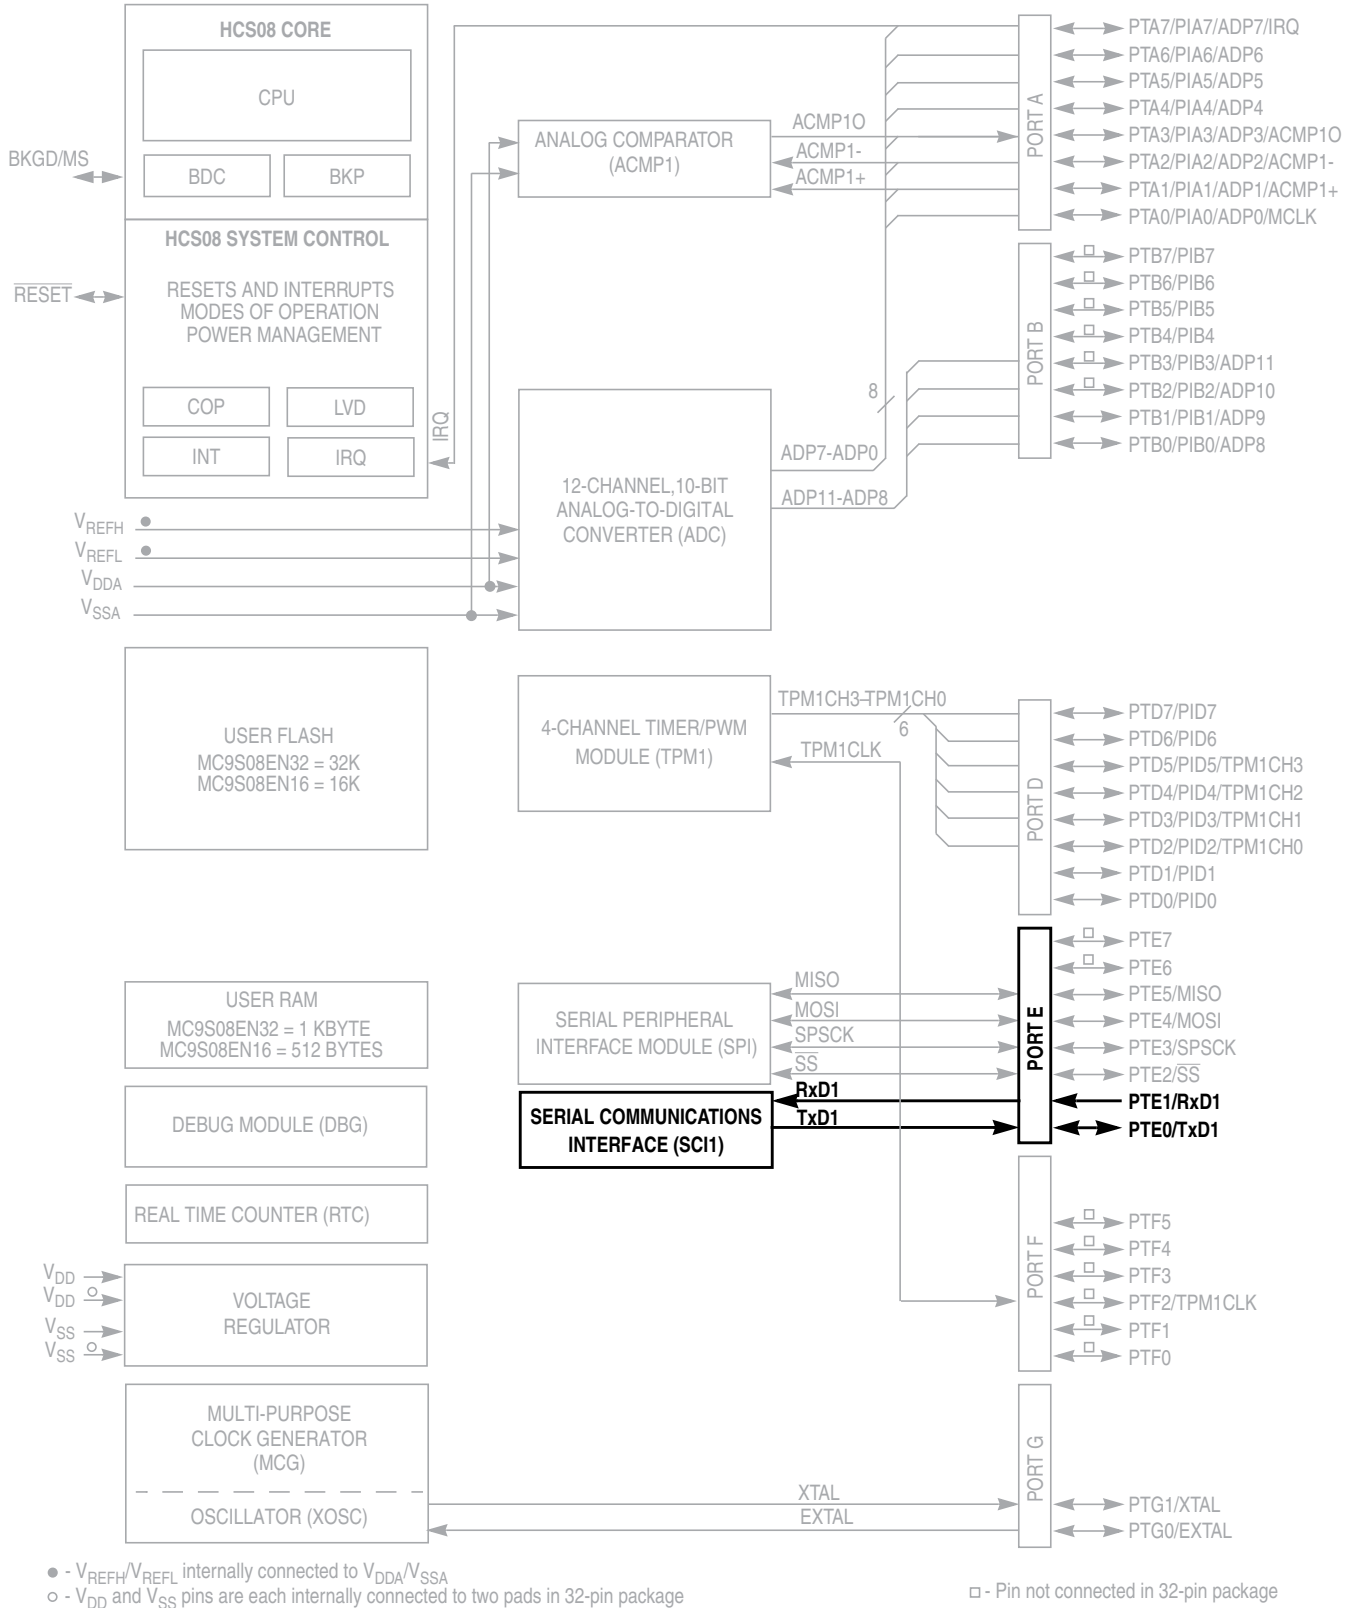 HCS08 CORE
CPU
BDC
BKP
BKGD/MS
HCS08 SYSTEM CONTROL
RESETS AND INTERRUPTS
MODES OF OPERATION
POWER MANAGEMENT
RESET
COP
LVD
INT
IRQ
IRQ
ANALOG COMPARATOR
(ACMP1)
ACMP1O
ACMP1-
ACMP1+
PORT A
PTA7/PIA7/ADP7/IRQ
PTA6/PIA6/ADP6
PTA5/PIA5/ADP5
PTA4/PIA4/ADP4
PTA3/PIA3/ADP3/ACMP1O
PTA2/PIA2/ADP2/ACMP1-
PTA1/PIA1/ADP1/ACMP1+
PTA0/PIA0/ADP0/MCLK
PORT B
PTB7/PIB7
PTB6/PIB6
PTB5/PIB5
PTB4/PIB4
PTB3/PIB3/ADP11
PTB2/PIB2/ADP10
PTB1/PIB1/ADP9
PTB0/PIB0/ADP8
8
ADP7-ADP0
ADP11-ADP8
12-CHANNEL,10-BIT
ANALOG-TO-DIGITAL
CONVERTER (ADC)
VREFH
VREFL
VDDA
VSSA
USER FLASH
MC9S08EN32 = 32K
MC9S08EN16 = 16K
4-CHANNEL TIMER/PWM
MODULE (TPM1)
TPM1CH3-TPM1CH0
6
TPM1CLK
PORT D
PTD7/PID7
PTD6/PID6
PTD5/PID5/TPM1CH3
PTD4/PID4/TPM1CH2
PTD3/PID3/TPM1CH1
PTD2/PID2/TPM1CH0
PTD1/PID1
PTD0/PID0
USER RAM
MC9S08EN32 = 1 KBYTE
MC9S08EN16 = 512 BYTES
SERIAL PERIPHERAL
INTERFACE MODULE (SPI)
MISO
MOSI
SPSCK
SS
RxD1
TxD1
SERIAL COMMUNICATIONS
INTERFACE (SCI1)
PORT E
PTE7
PTE6
PTE5/MISO
PTE4/MOSI
PTE3/SPSCK
PTE2/SS
PTE1/RxD1
PTE0/TxD1
DEBUG MODULE (DBG)
REAL TIME COUNTER (RTC)
VDD
VDD
VSS
VSS
VOLTAGE
REGULATOR
PORT F
PTF5
PTF4
PTF3
PTF2/TPM1CLK
PTF1
PTF0
MULTI-PURPOSE
CLOCK GENERATOR
(MCG)
OSCILLATOR (XOSC)
XTAL
EXTAL
PORT G
PTG1/XTAL
PTG0/EXTAL
● - VREFH/VREFL internally connected to VDDA/VSSA
○ - VDD and VSS pins are each internally connected to two pads in 32-pin package
□ - Pin not connected in 32-pin package